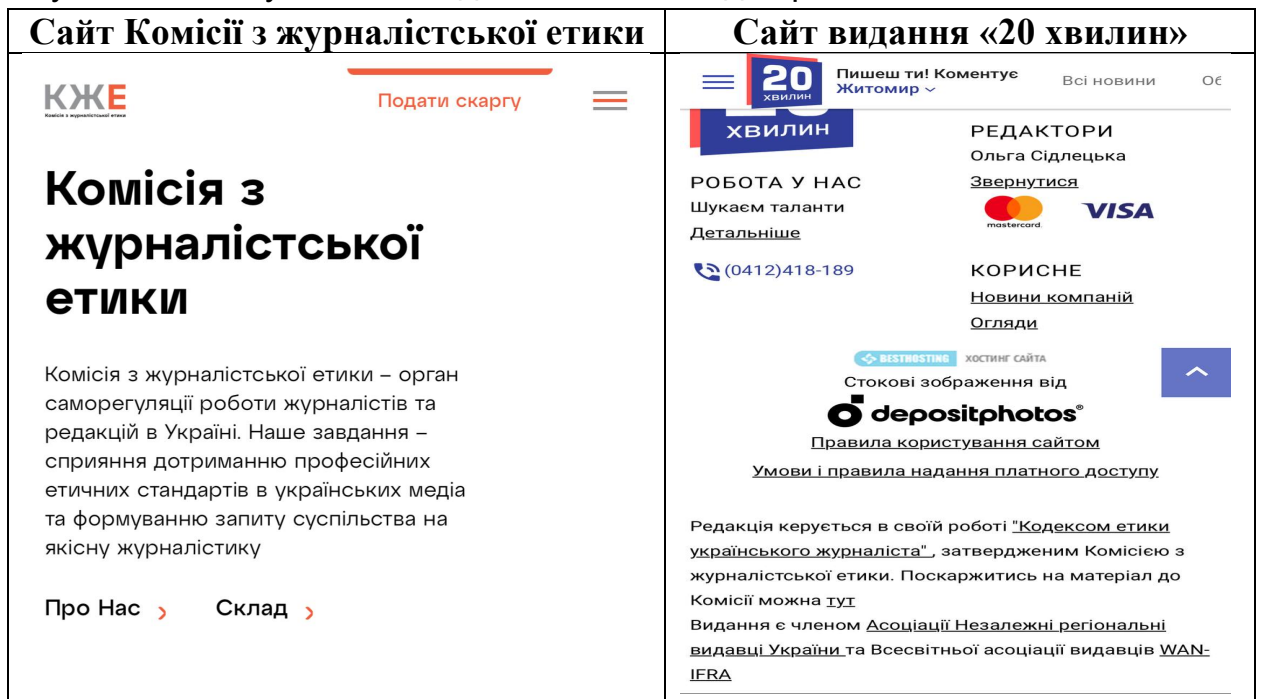 Сайт Комісії з журналістської етики
КЖЕ
Комісія з журналістської етики
Подати скаргу
Комісія з
журналістської
етики
Комісія з журналістської етики – орган
саморегуляції роботи журналістів та
редакцій в Україні. Наше завдання –
сприяння дотриманню професійних
етичних стандартів в українських медіа
та формуванню запиту суспільства на
якісну журналістику
Про Нас
Склад
Сайт видання «20 хвилин»
20
хвилин
Пишеш ти! Коментує
Житомир
Всі новини
Об
ХВИЛИН
РОБОТА У НАС
Шукаєм таланти
Детальніше
(0412)418-189
РЕДАКТОРИ
Ольга Сідлецька
Звернутися
mastercard
VISA
КОРИСНЕ
Новини компаній
Огляди
BESTHOSTING ХОСТИНГ САЙТА
Стокові зображення від
depositphotos®
Правила користування сайтом
Умови і правила надання платного доступу
Редакція керується в своїй роботі "Кодексом етики
українського журналіста" , затвердженим Комісією з
журналістської етики. Поскаржитись на матеріал до
Комісії можна тут
Видання є членом Асоціації Незалежні регіональні
видавці України та Всесвітньої асоціації видавців WAN-
IFRA